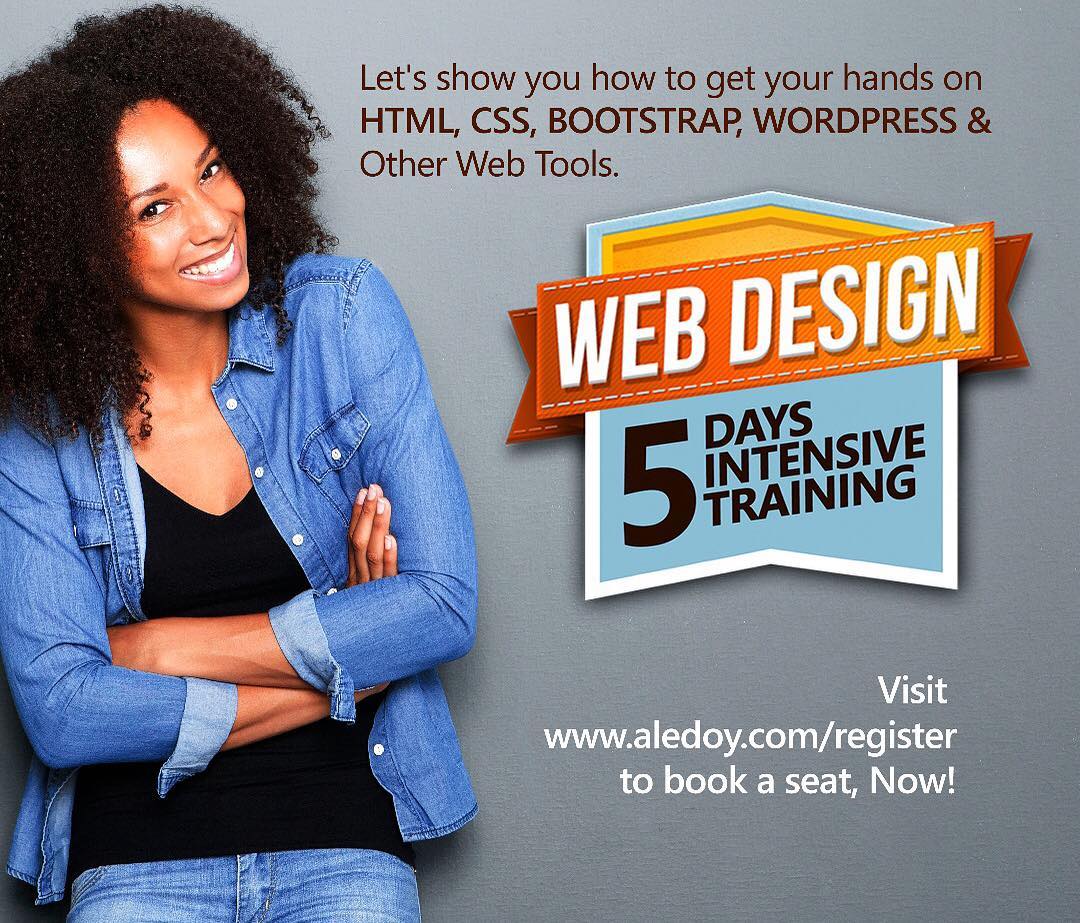 Let's show you how to get your hands on
HTML, CSS, BOOTSTRAP, WORDPRESS &
Other Web Tools.
WEB DESIGN
5 DAYS
INTENSIVE
TRAINING
Visit
www.aledoy.com/register
to book a seat, Now!